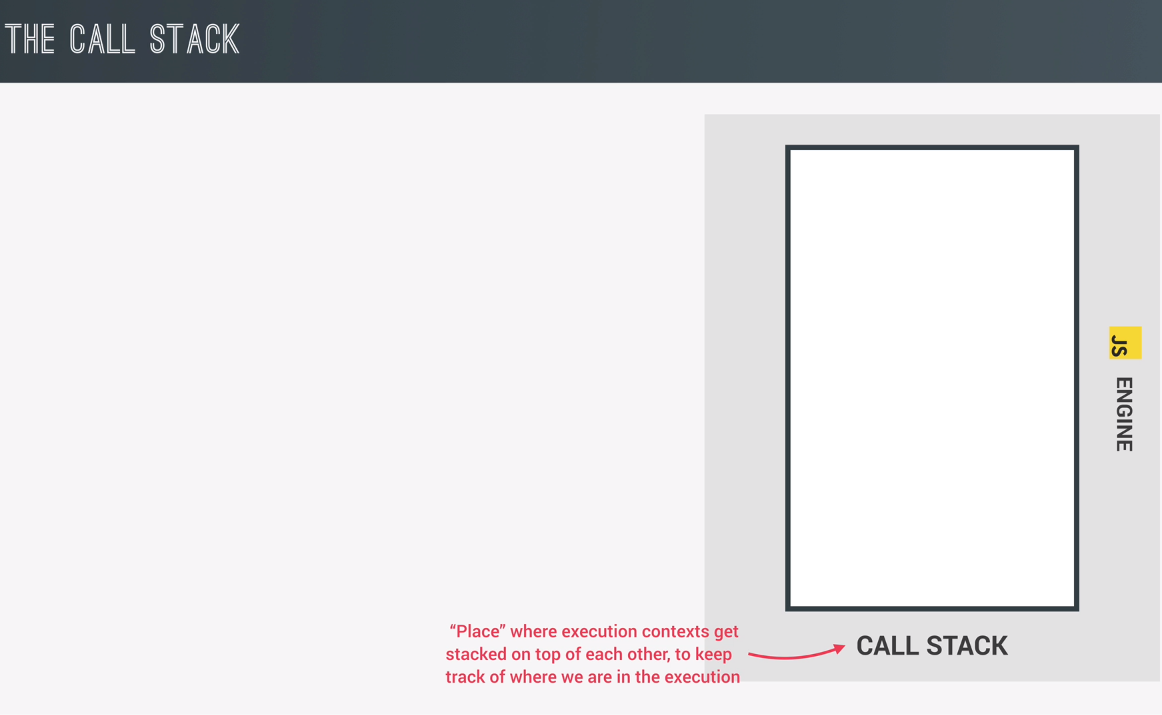 THE CALL STACK
JS ENGINE
“Place” where execution contexts get
stacked on top of each other, to keep
track of where we are in the execution
CALL STACK